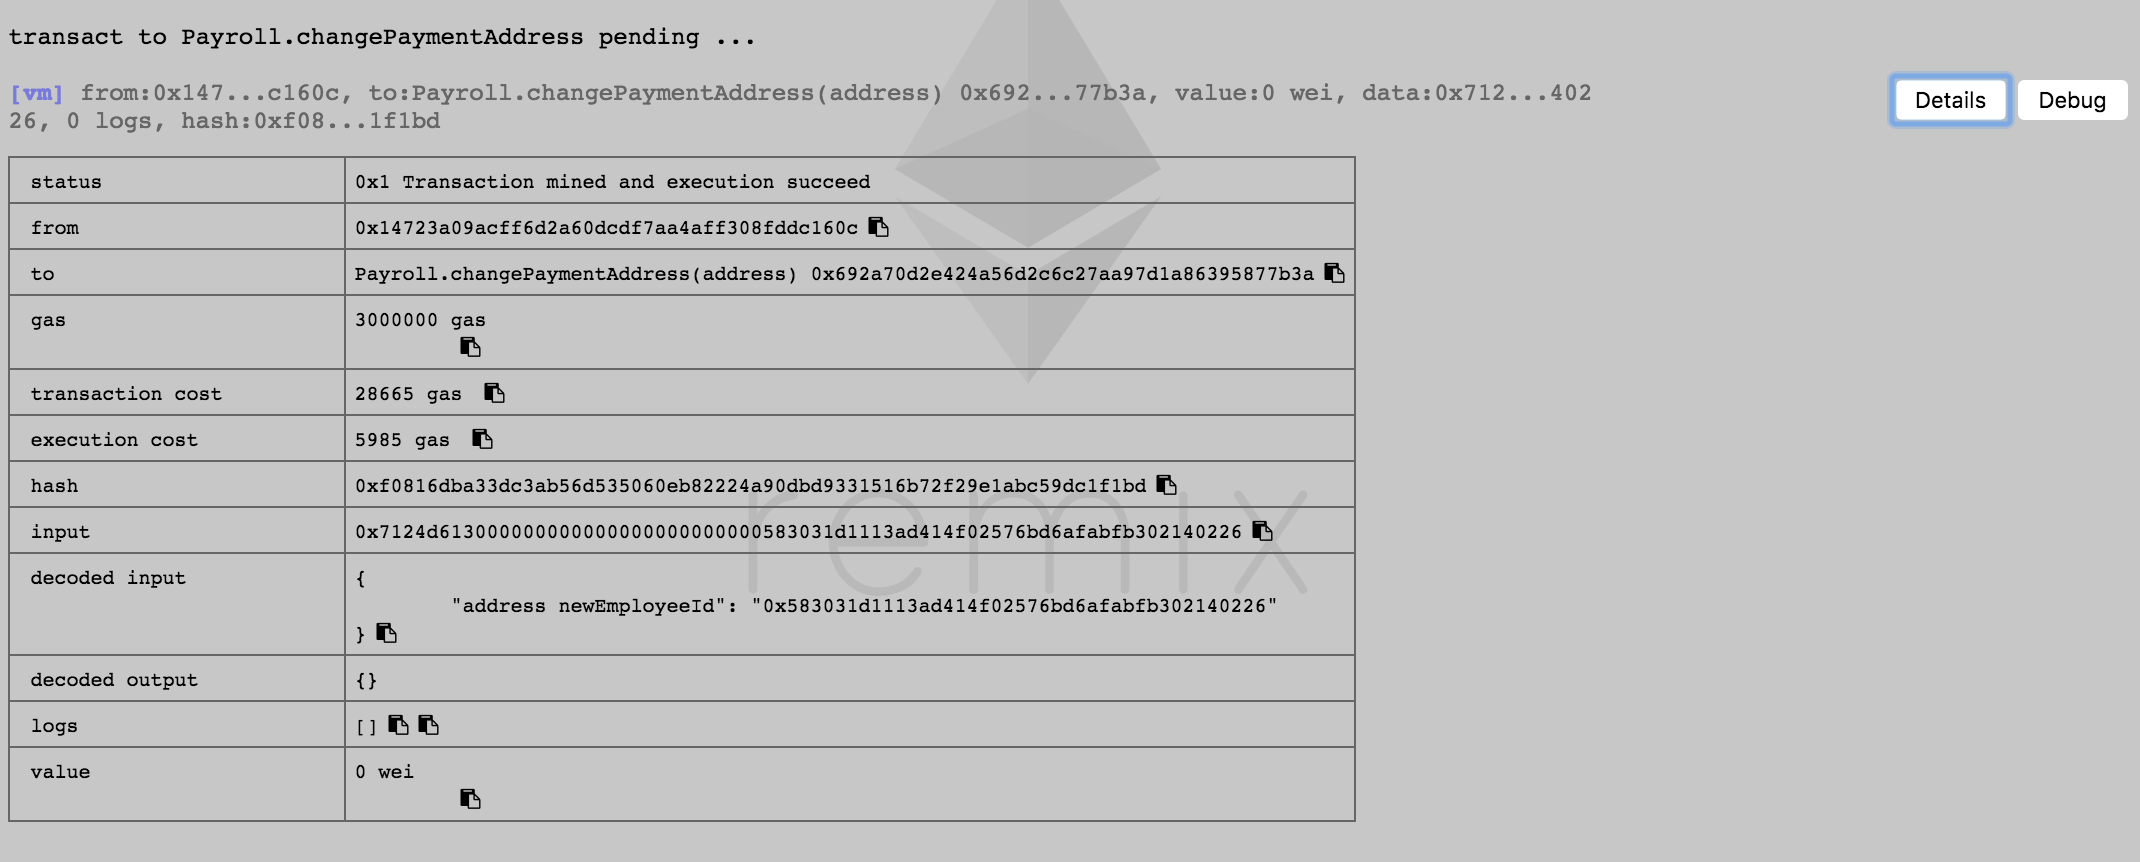 transact to Payroll.changePaymentAddress pending ...
[vm] from:0x147...c160c, to:Payroll.changePaymentAddress(address) 0x692...77b3a, value:0 wei, data:0x712...402
26, 0 logs, hash:0xf08...1f1bd
Details
Debug
status 0x1 Transaction mined and execution succeed
from 0x14723a09acff6d2a60dcdf7aa4aff308fddc160c
to Payroll.changePaymentAddress(address) 0x692a70d2e424a56d2c6c27aa97d1a86395877b3a
gas 3000000 gas
transaction cost 28665 gas
execution cost 5985 gas
hash 0xf0816dba33dc3ab56d535060eb82224a90dbd9331516b72f29e1abc59dc1f1bd
input 0x7124d613000000000000000000000000583031d1113ad414f02576bd6afabfb302140226
decoded input {
"address newEmployeeId": "0x583031d1113ad414f02576bd6afabfb302140226"
}
decoded output {}
logs []
value 0 wei
remix